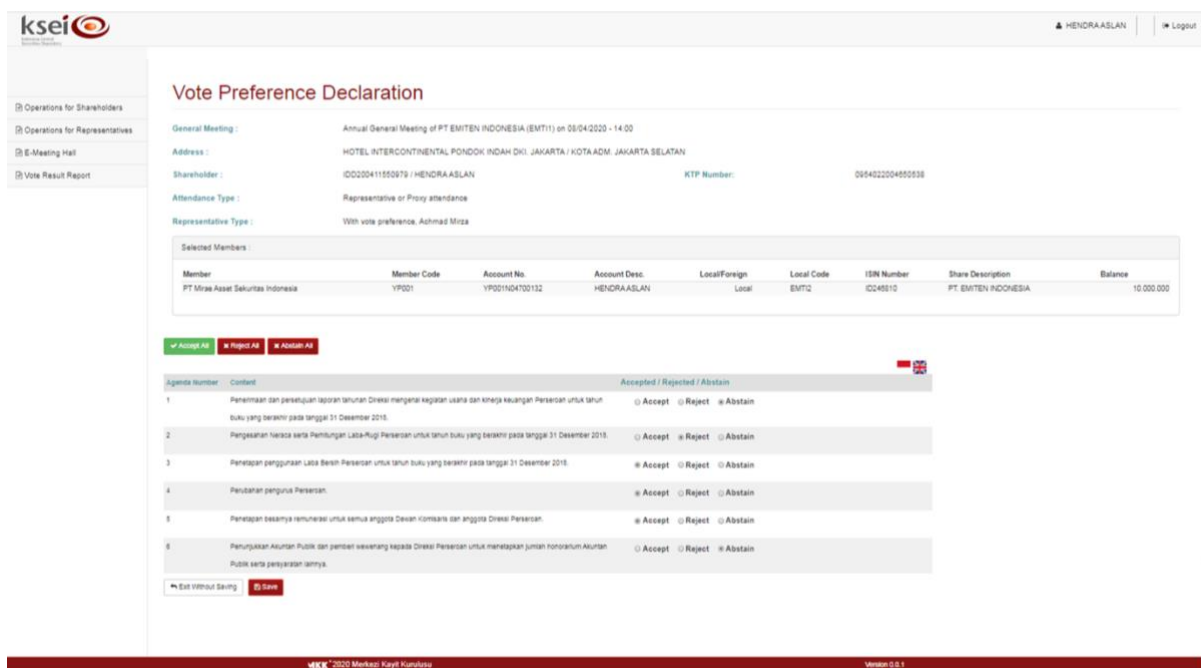 ksei
HENDRA ASLAN
Logout
Vote Preference Declaration
Operations for Shareholders
Operations for Representatives
E-Meeting Hall
Vote Result Report
General Meeting : Annual General Meeting of PT EMITEN INDONESIA (EMTI1) on 08/04/2020 - 14:00
Address : HOTEL INTERCONTINENTAL PONDOK INDAH DKI. JAKARTA / KOTA ADM. JAKARTA SELATAN
Shareholder : IDD200411550979 / HENDRA ASLAN KTP Number:
Attendance Type : Representative or Proxy attendance
Representative Type : With vote preference, Achmad Mirza
Selected Members :
Member Member Code Account No. Account Desc. Local/Foreign Local Code ISIN Number Share Description Balance
PT Mirae Asset Sekuritas Indonesia YP001 YP001N04700132 HENDRA ASLAN Local EMTI2 ID246810 PT. EMITEN INDONESIA 10.000.000
Accept All Reject All Abstain All
Agenda Number Content Accepted / Rejected / Abstain
1 Penerimaan dan persetujuan laporan tahunan Direksi mengenai kegiatan usaha dan kinerja keuangan Perseroan untuk tahun Accept Reject Abstain
buku yang berakhir pada tanggal 31 Desember
2 Pengesahan Neraca serta Perhitungan Laba-Rugi Perseroan untuk tahun buku yang berakhir pada tanggal 31 Desember Accept Reject Abstain
3 Penetapan penggunaan Laba Bersih Perseroan untuk tahun buku yang berakhir pada tanggal 31 Desember Accept Reject Abstain
4 Perubahan pengurus Perseroan. Accept Reject Abstain
5 Penetapan besarnya remunerasi untuk semua anggota Dewan Komisaris dan anggota Direksi Perseroan. Accept Reject Abstain
6 Penunjukkan Akuntan Publik dan pemberi wewenang kepada Direksi Perseroan untuk menetapkan jumlah honorarium Akuntan Accept Reject Abstain
Publik serta persyaratan lainnya.
Exit Without Saving Save
MKK 2020 Merkezi Kayit Kurulusu Version 0.0.1